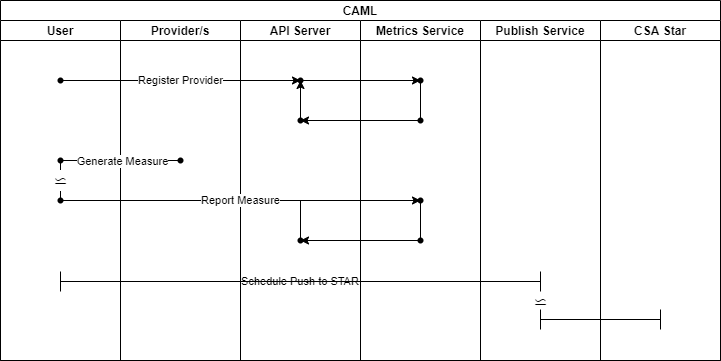 CAML
User
Provider/s
API Server
Metrics Service
Publish Service
CSA Star
Register Provider
Generate Measure
Report Measure
Schedule Push to STAR